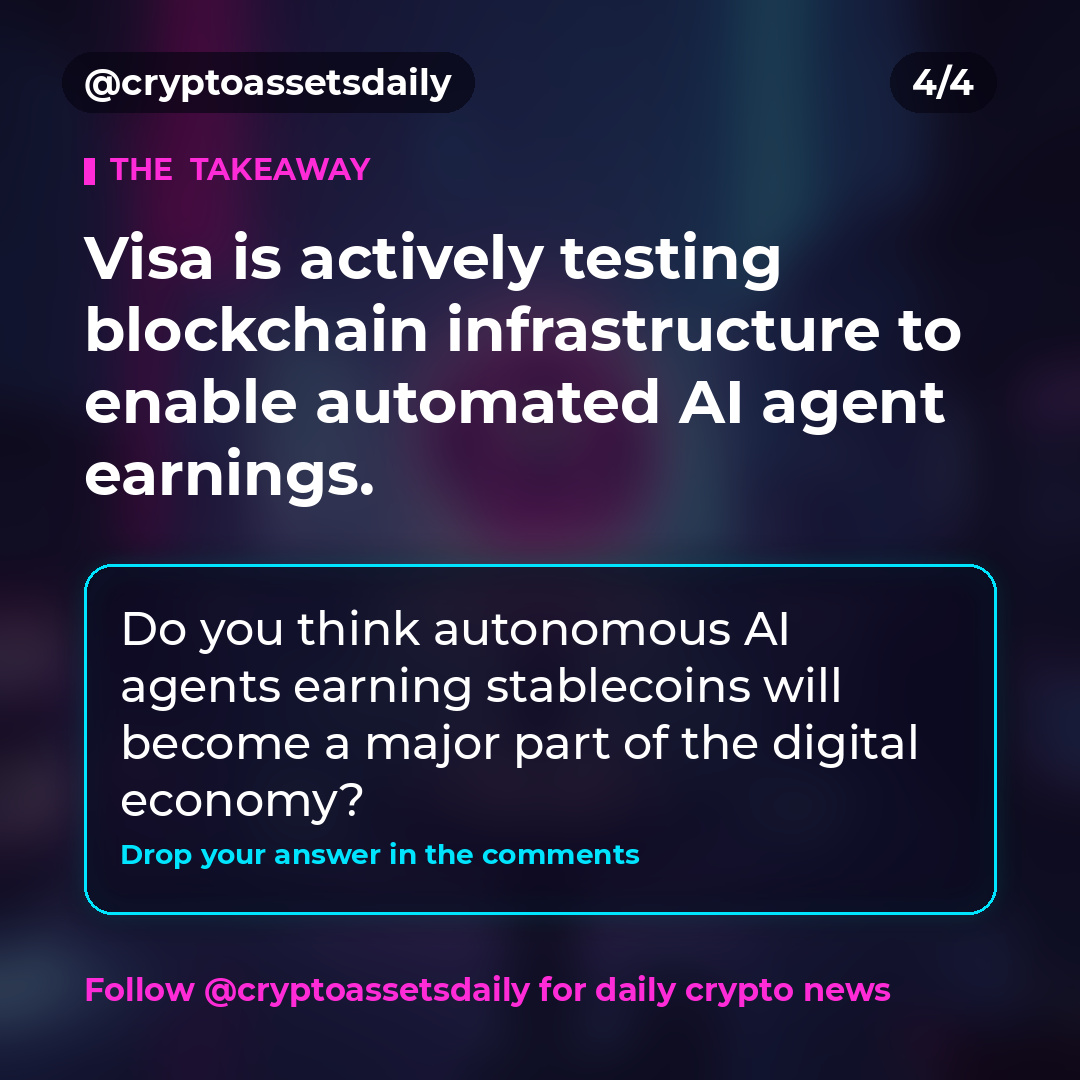 @cryptoassetsdaily
4/4
THE TAKEAWAY
Visa is actively testing
blockchain infrastructure to
enable automated AI agent
earnings.
Do you think autonomous AI
agents earning stablecoins will
become a major part of the digital
economy?
Drop your answer in the comments
Follow @cryptoassetsdaily for daily crypto news